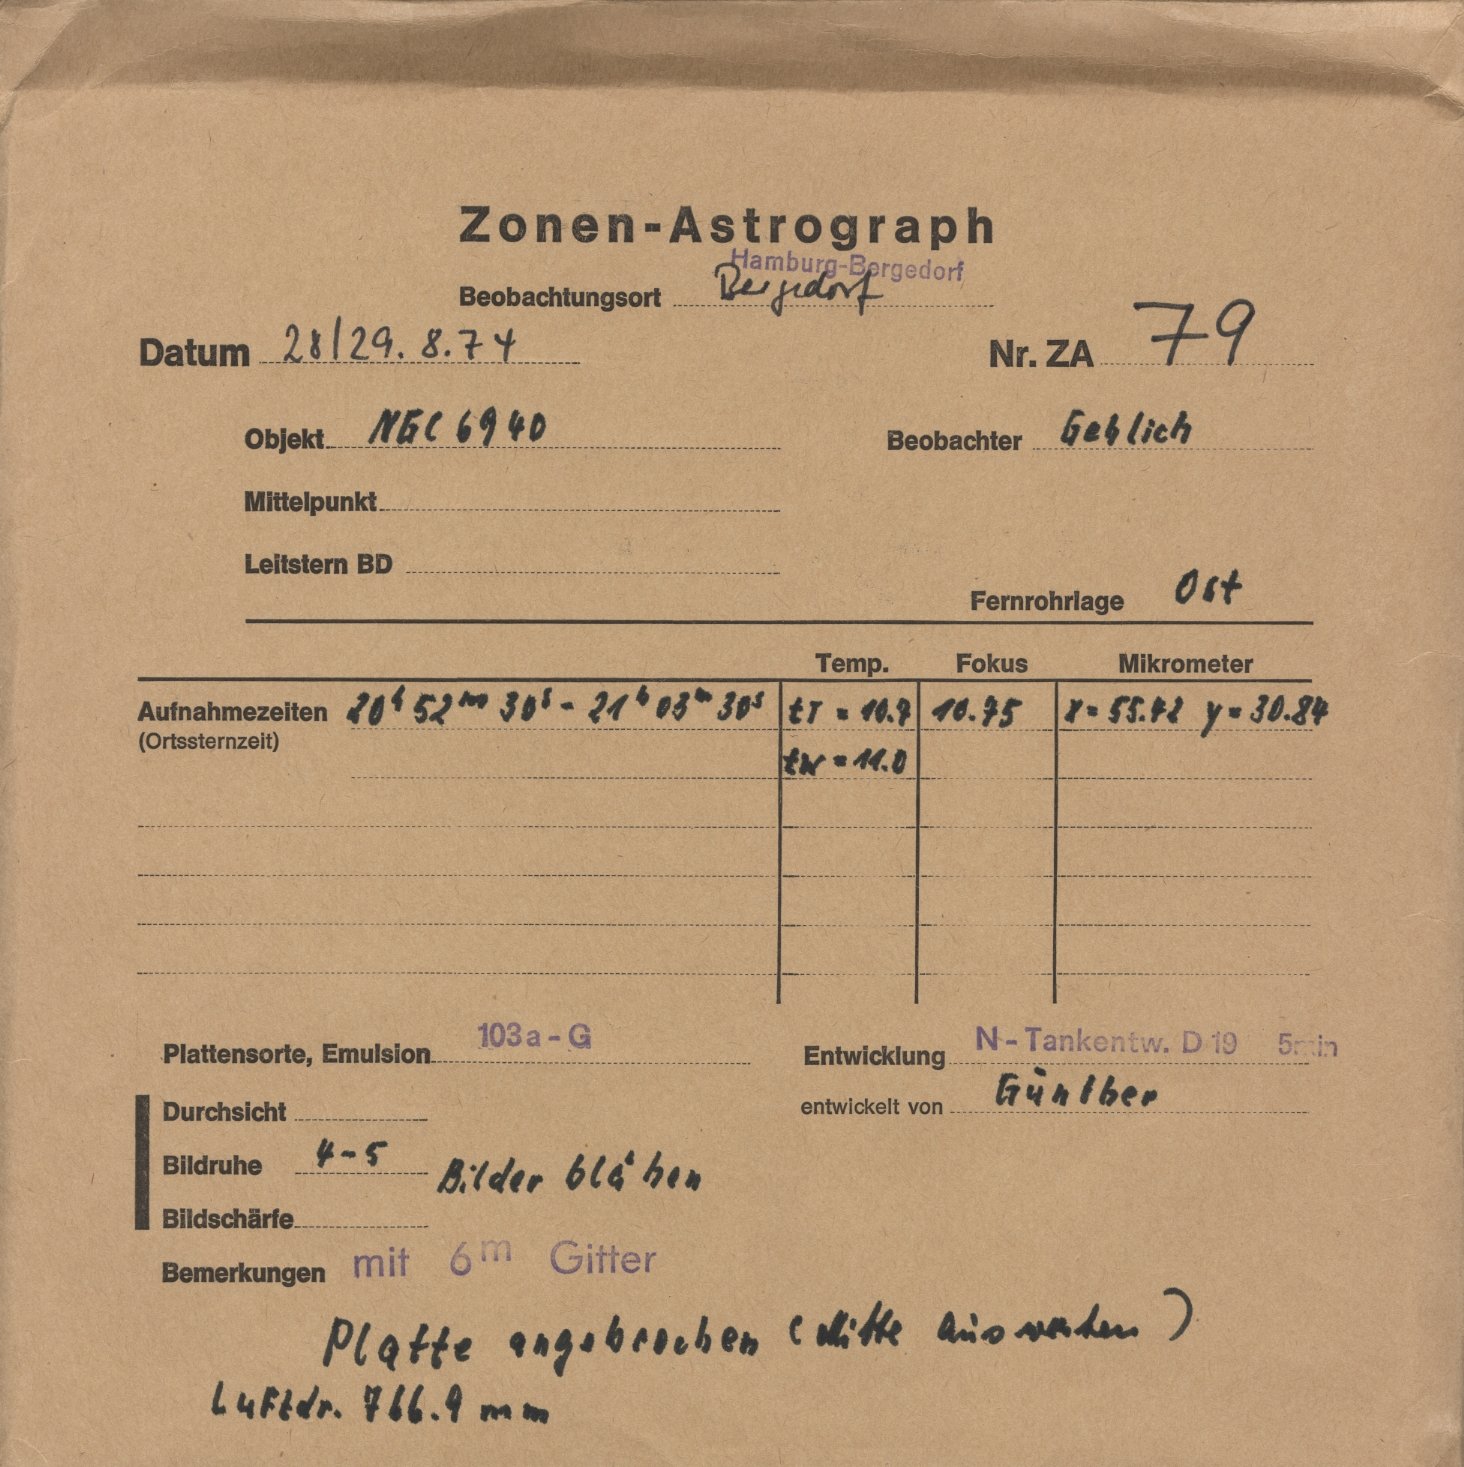 Zonen-Astrograph
Hamburg-Bergedorf
Beobachtungsort Bergedorf
Datum 28/29. 8.74
Nr. ZA 79
Objekt NGC 6940
Beobachter Geblich
Mittelpunkt
Leitstern BD
Fernrohrlage Ost
Temp. Fokus Mikrometer
Aufnahmezeiten 20h 52m 30s - 21h 03m 30s tT = 10.7 10.75 x = 55.42 y = 30.84
(Ortssternzeit)
tw = 11.0
Plattensorte, Emulsion 103a-G
Entwicklung N-Tankentw. D 19 5min
entwickelt von Günther
Durchsicht
Bildruhe 4-5 Bilder blähen
Bildschärfe
Bemerkungen mit 6m Gitter
Platte angebrochen (Mitte auswerten)
Luftdr. 766.9 mm